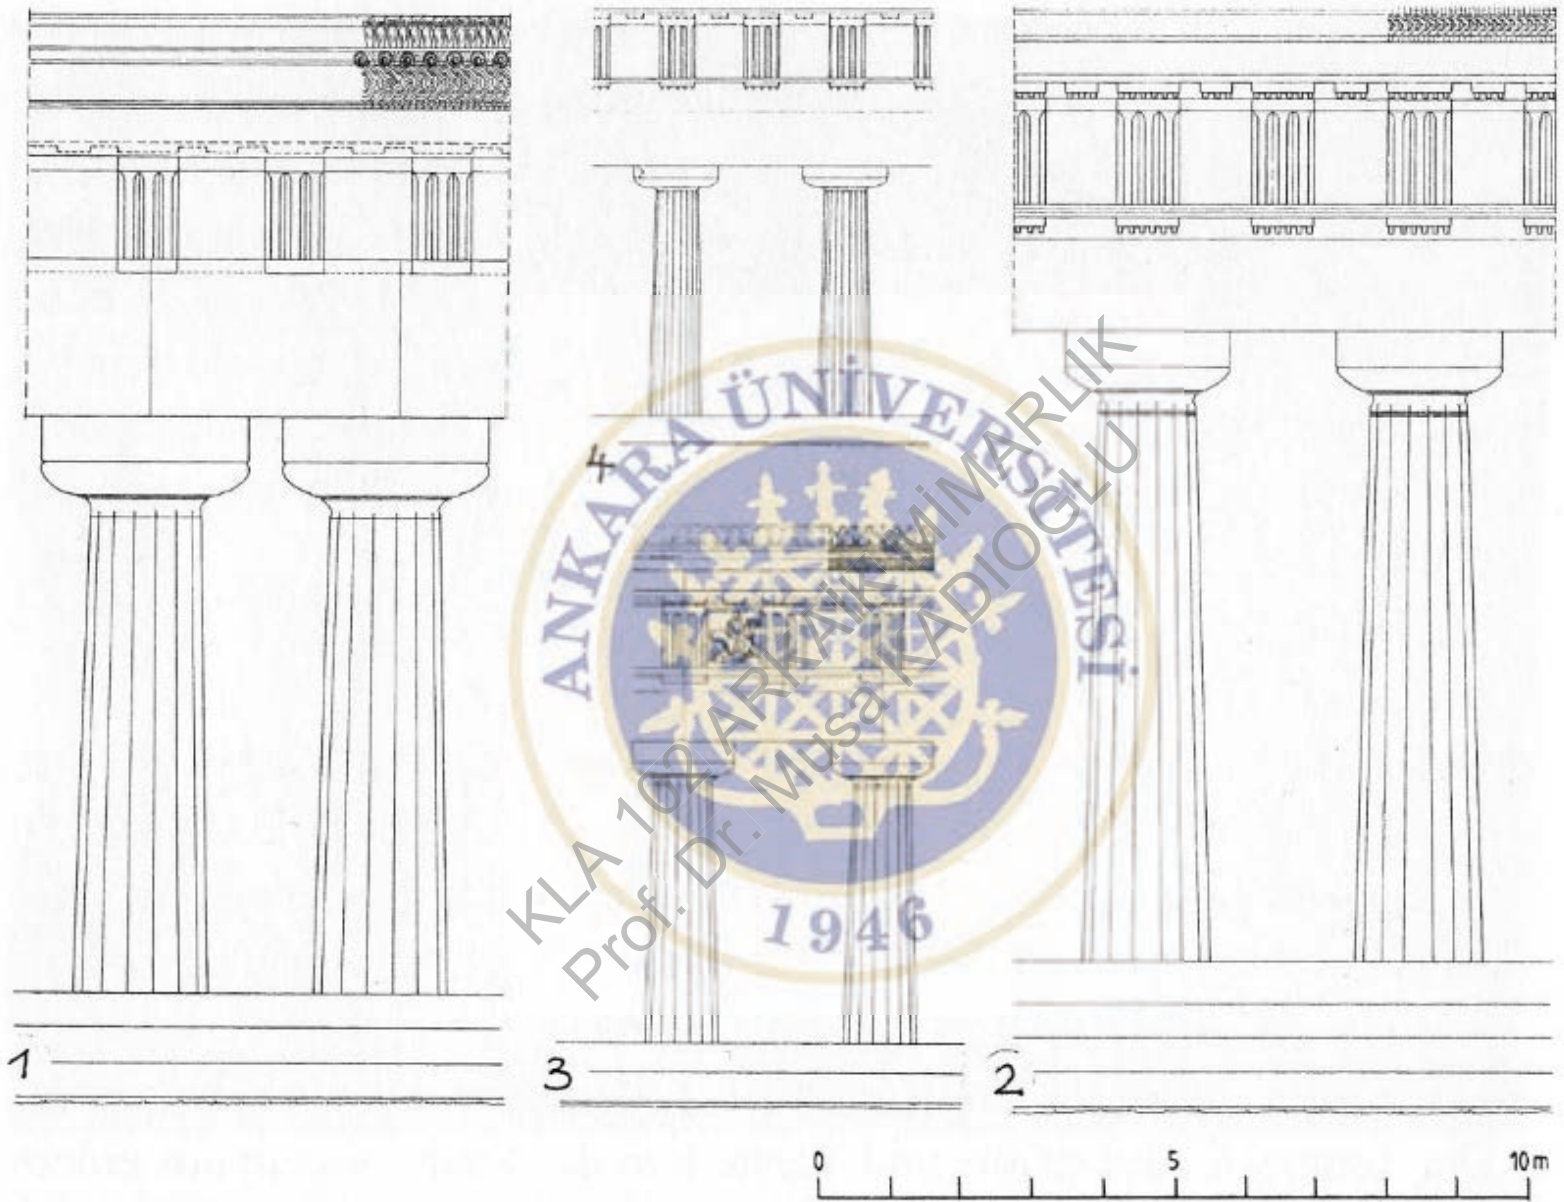 4
ANKARA ÜNİVERSİTESİ
KLA 102 ARKAİK MİMARLIK
Prof. Dr. Musa KADIOĞLU
1946
1
3
2
0 5 10 m